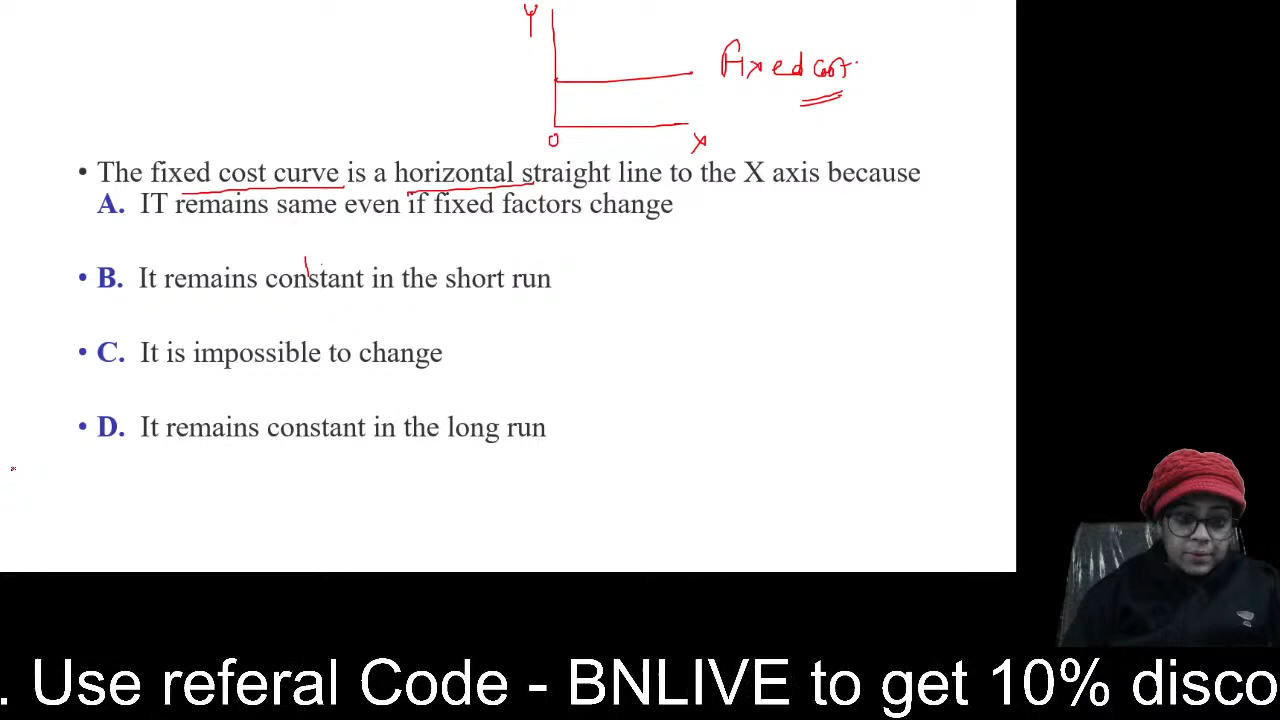 Y
Fixed cost.
0
X
• The fixed cost curve is a horizontal straight line to the X axis because
A. IT remains same even if fixed factors change
• B. It remains constant in the short run
• C. It is impossible to change
• D. It remains constant in the long run
. Use referal Code - BNLIVE to get 10% disco